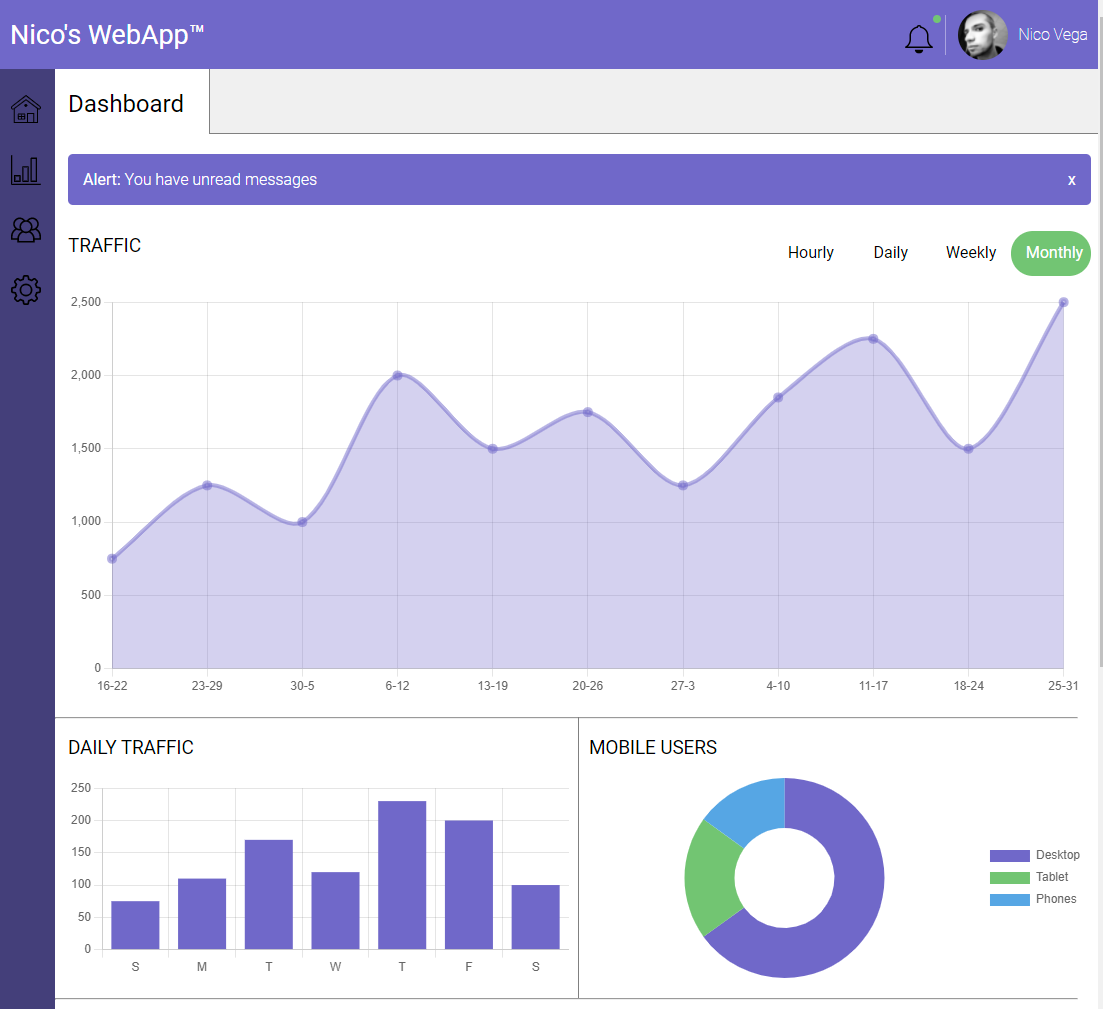 Nico's WebApp™
Nico Vega
Dashboard
Alert: You have unread messages x
TRAFFIC
Hourly Daily Weekly Monthly
2,500
2,000
1,500
1,000
500
0
16-22 23-29 30-5 6-12 13-19 20-26 27-3 4-10 11-17 18-24 25-31
DAILY TRAFFIC
250
200
150
100
50
0
S M T W T F S
MOBILE USERS
Desktop
Tablet
Phones